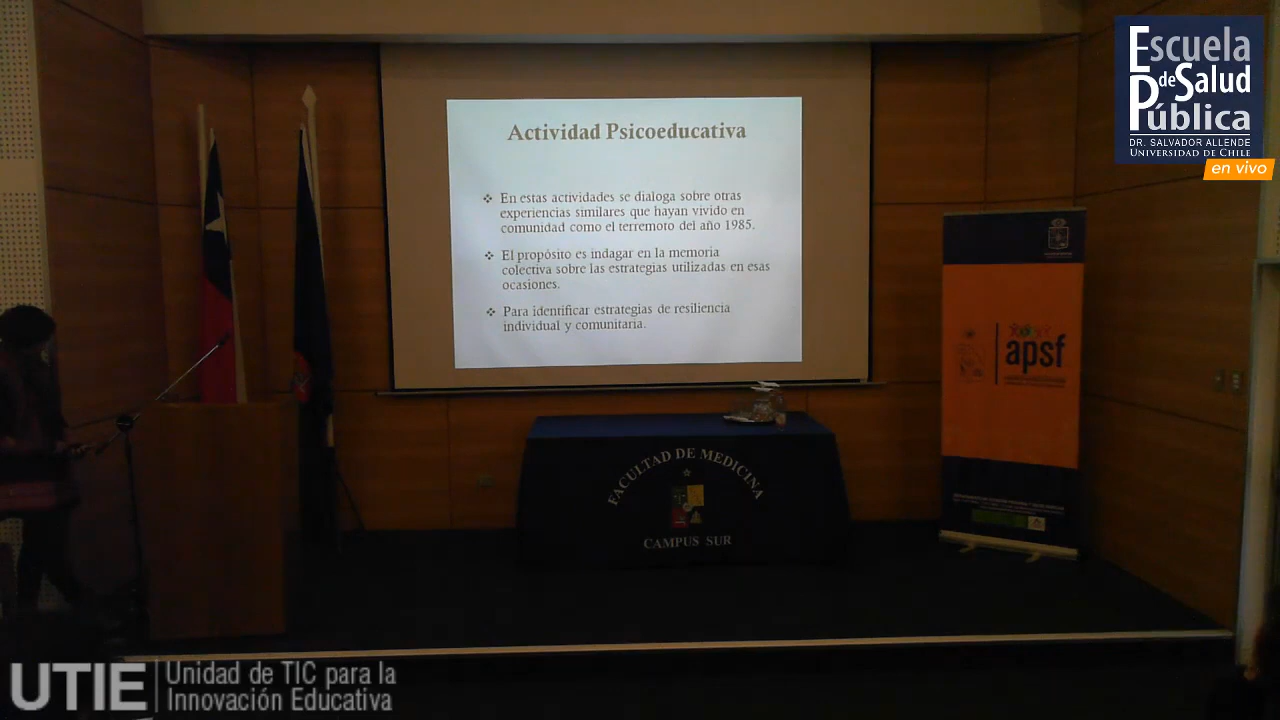 Escuela
de Salud
Pública
DR. SALVADOR ALLENDE
UNIVERSIDAD DE CHILE
en vivo
Actividad Psicoeducativa
❖ En estas actividades se dialoga sobre otras
experiencias similares que hayan vivido en
comunidad como el terremoto del año 1985.
❖ El propósito es indagar en la memoria
colectiva sobre las estrategias utilizadas en esas
ocasiones.
❖ Para identificar estrategias de resiliencia
individual y comunitaria.
apsf
FACULTAD DE MEDICINA
CAMPUS SUR
UTIE
Unidad de TIC para la
Innovación Educativa